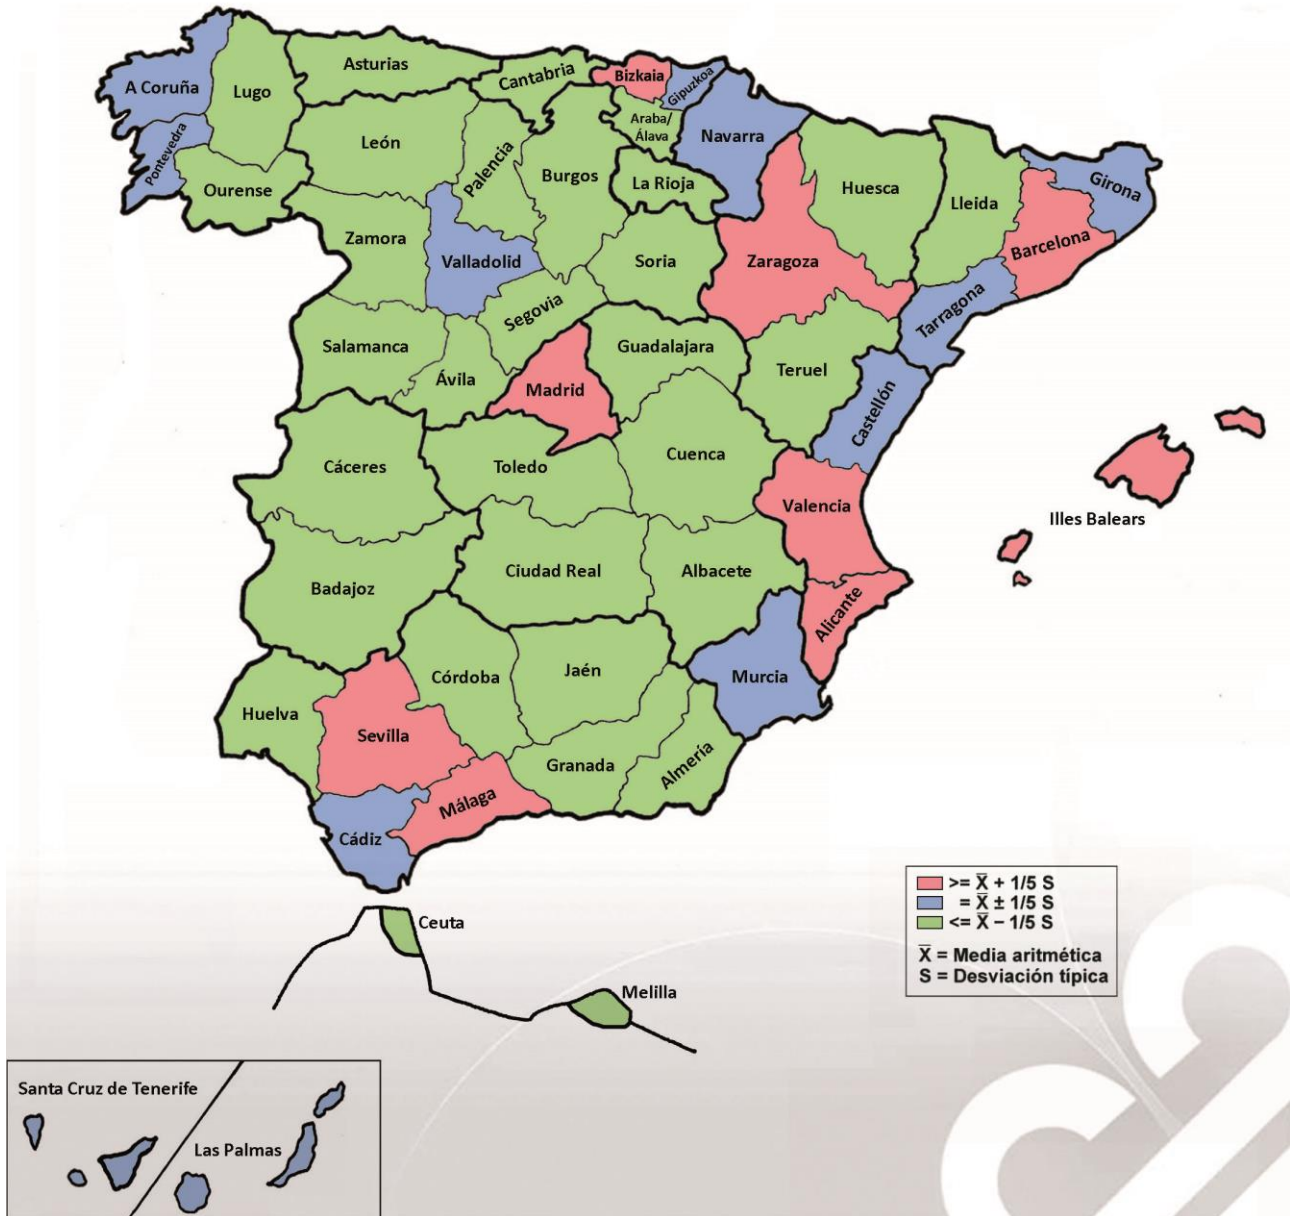 A Coruña
Lugo
Asturias
Cantabria
Bizkaia
Gipuzkoa
Araba/
Álava
Navarra
Pontevedra
Ourense
León
Palencia
Burgos
La Rioja
Huesca
Lleida
Girona
Barcelona
Zamora
Valladolid
Soria
Zaragoza
Tarragona
Segovia
Salamanca
Ávila
Madrid
Guadalajara
Teruel
Castellón
Cáceres
Toledo
Cuenca
Valencia
Illes Balears
Badajoz
Ciudad Real
Albacete
Alicante
Huelva
Sevilla
Córdoba
Jaén
Murcia
Granada
Almería
Málaga
Cádiz
Ceuta
Melilla
>= X̅ + 1/5 S
= X̅ ± 1/5 S
<= X̅ – 1/5 S
X̅ = Media aritmética
S = Desviación típica
Santa Cruz de Tenerife
Las Palmas